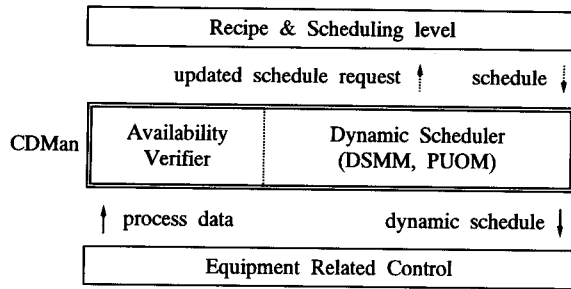 Recipe & Scheduling level
updated schedule request
schedule
CDMan
Availability Verifier
Dynamic Scheduler
(DSMM, PUOM)
process data
dynamic schedule
Equipment Related Control